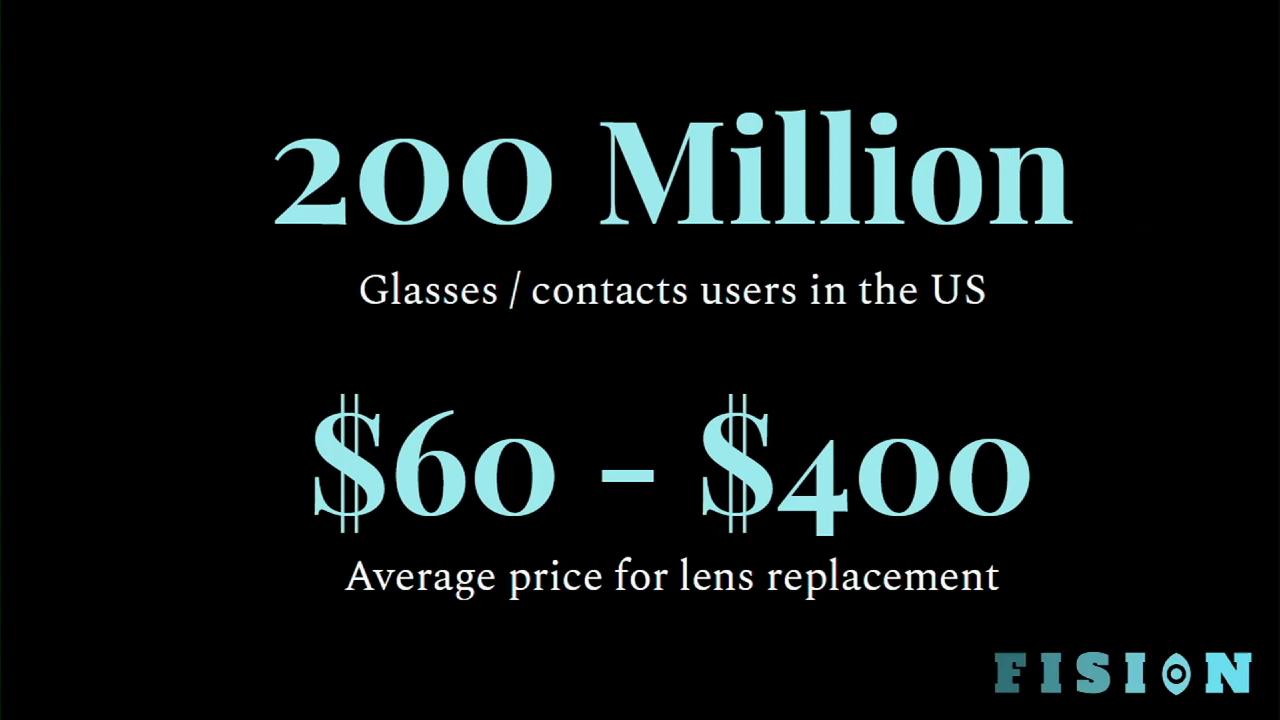 200 Million
Glasses / contacts users in the US
$60 - $400
Average price for lens replacement
FISION